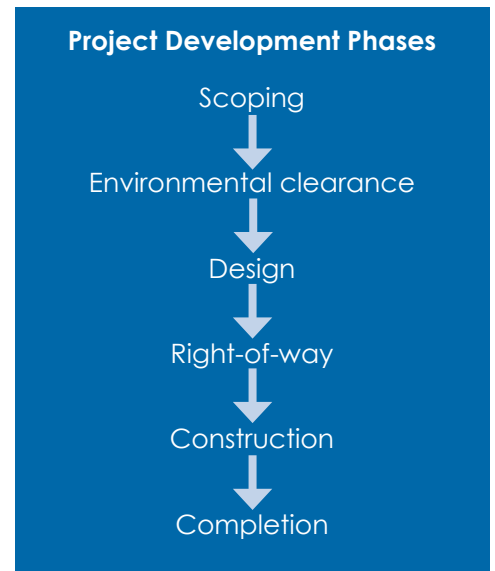 Project Development Phases
Scoping
Environmental clearance
Design
Right-of-way
Construction
Completion